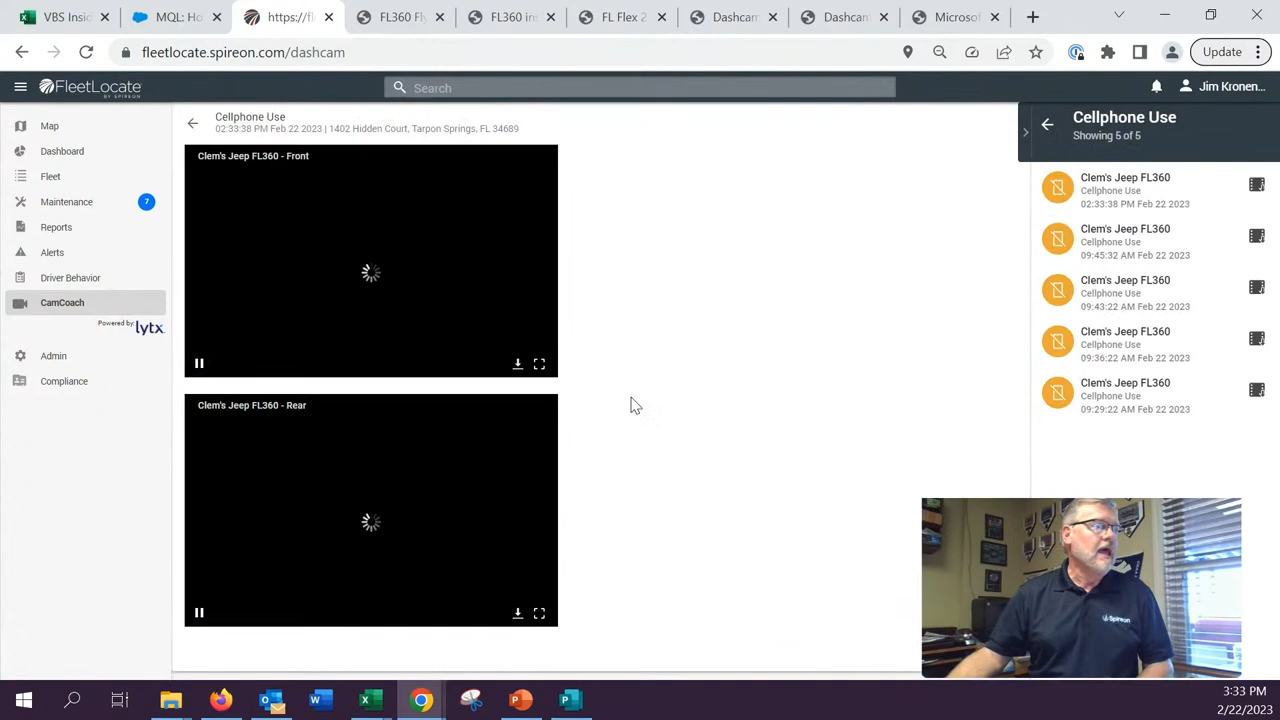 VBS Insid
MQL: Ho
https://fl
FL360 Fl
FL360 ins
FL Flex 2
Dashcam
Dashcan
Microsof
fleetlocate.spireon.com/dashcam
Update
FleetLocate
BY SPIREON
Search
Jim Kronen...
Map
Dashboard
Fleet
Maintenance
7
Reports
Alerts
Driver Behavior
CamCoach
Powered by:
lytx
Admin
Compliance
Cellphone Use
02:33:38 PM Feb 22 2023 | 1402 Hidden Court, Tarpon Springs, FL 34689
Clem's Jeep FL360 - Front
Clem's Jeep FL360 - Rear
Cellphone Use
Showing 5 of 5
Clem's Jeep FL360
Cellphone Use
02:33:38 PM Feb 22 2023
Clem's Jeep FL360
Cellphone Use
09:45:32 AM Feb 22 2023
Clem's Jeep FL360
Cellphone Use
09:43:22 AM Feb 22 2023
Clem's Jeep FL360
Cellphone Use
09:36:22 AM Feb 22 2023
Clem's Jeep FL360
Cellphone Use
09:29:22 AM Feb 22 2023
Spireon
3:33 PM
2/22/2023